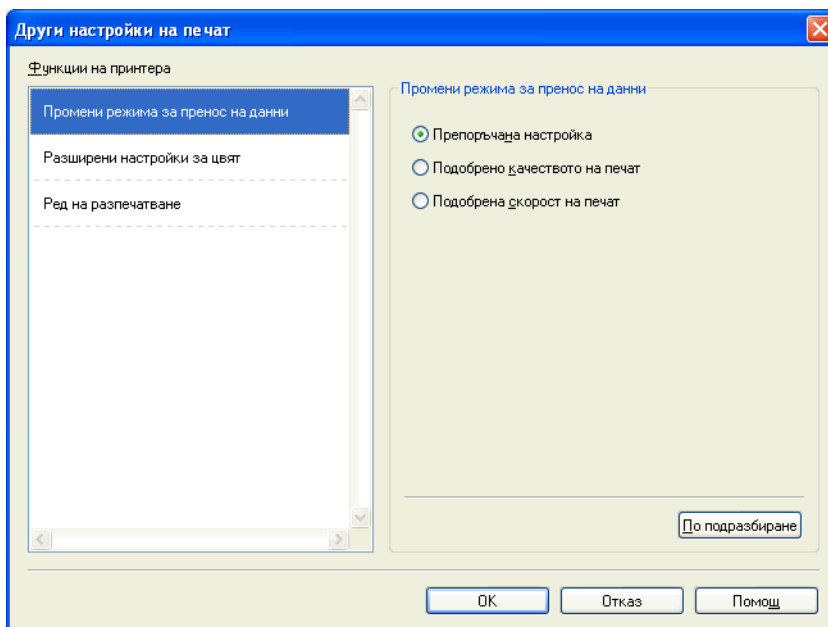 Други настройки на печат
Функции на принтера
Промени режима за пренос на данни
Разширени настройки за цвят
Ред на разпечатване
Промени режима за пренос на данни
Препоръчана настройка
Подобрено качеството на печат
Подобрена скорост на печат
По подразбиране
OK
Отказ
Помощ